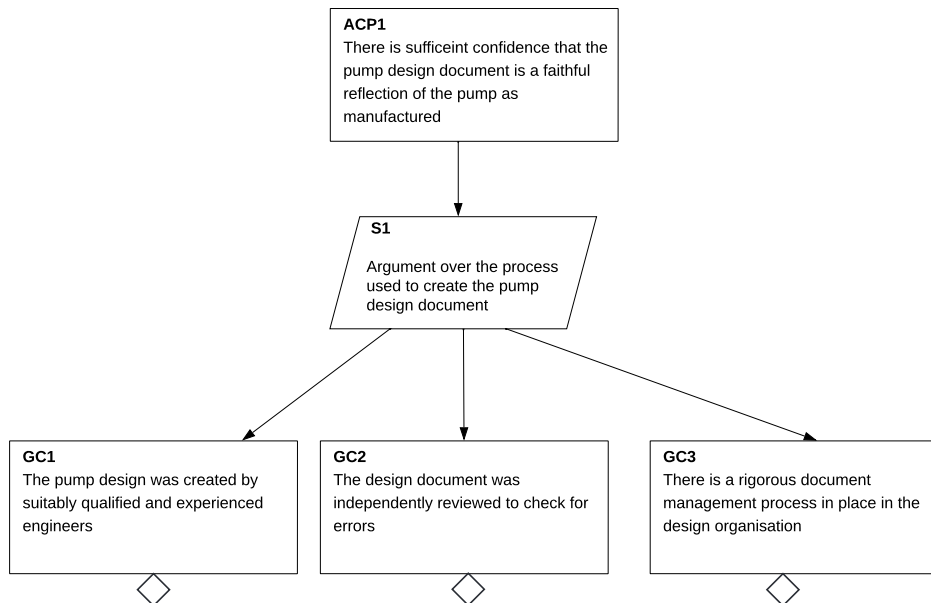 ACP1
There is sufficeint confidence that the
pump design document is a faithful
reflection of the pump as
manufactured
S1
Argument over the process
used to create the pump
design document
GC1
The pump design was created by
suitably qualified and experienced
engineers
GC2
The design document was
independently reviewed to check for
errors
GC3
There is a rigorous document
management process in place in the
design organisation